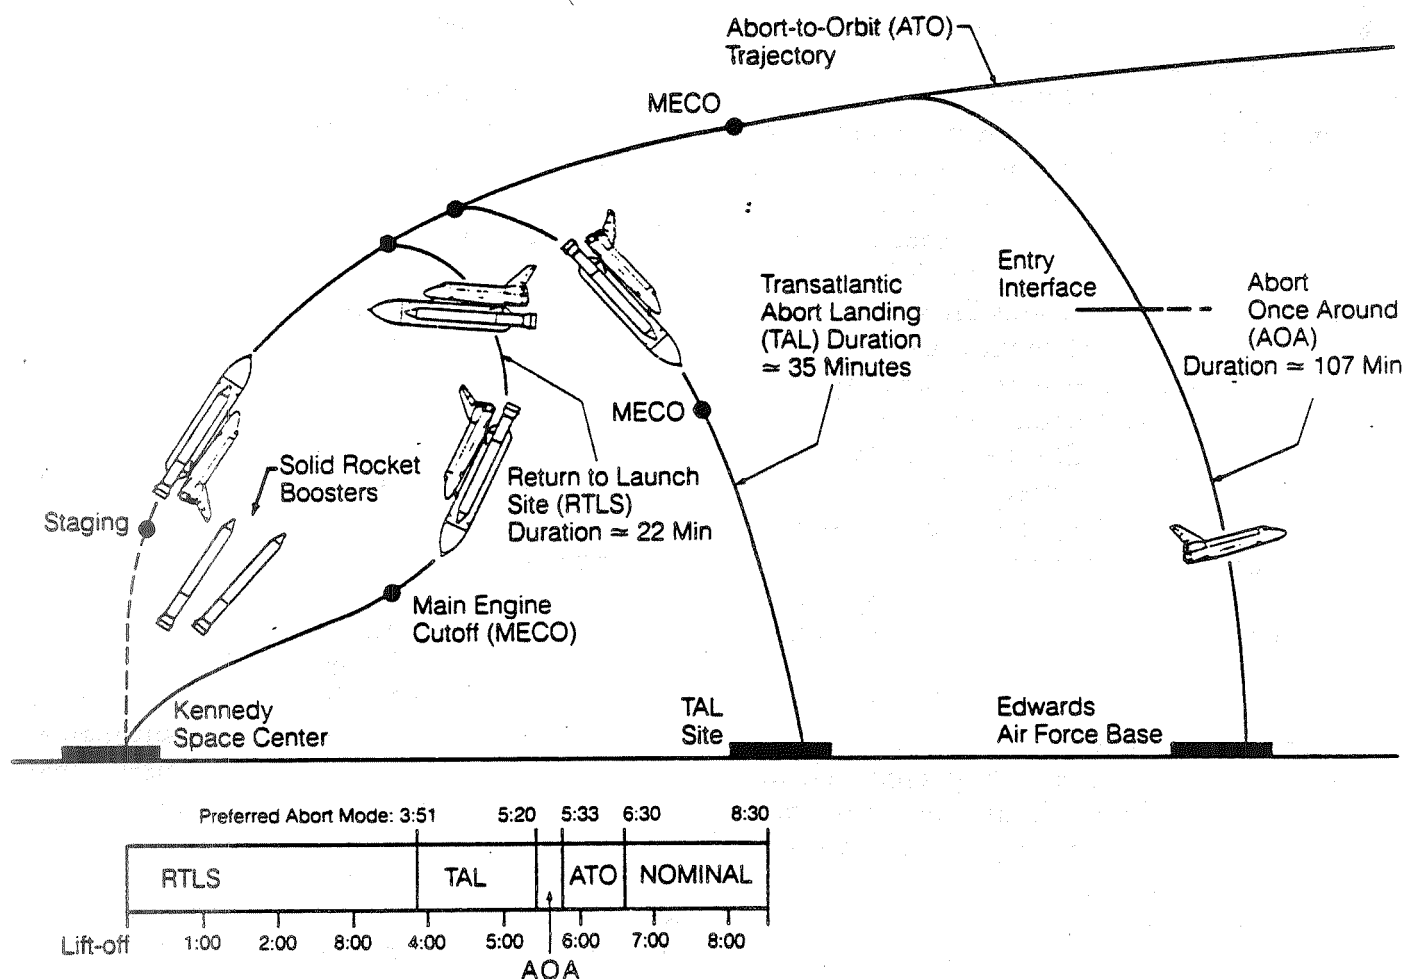 Abort-to-Orbit (ATO)
Trajectory
MECO
Entry
Interface
Abort
Once Around
(AOA)
Duration ≃ 107 Min
Transatlantic
Abort Landing
(TAL) Duration
≃ 35 Minutes
MECO
Solid Rocket
Boosters
Return to Launch
Site (RTLS)
Duration ≃ 22 Min
Staging
Main Engine
Cutoff (MECO)
Kennedy
Space Center
TAL
Site
Edwards
Air Force Base
Preferred Abort Mode: 3:51 5:20 5:33 6:30 8:30
RTLS TAL ATO NOMINAL
Lift-off 1:00 2:00 8:00 4:00 5:00 6:00 7:00 8:00
AOA